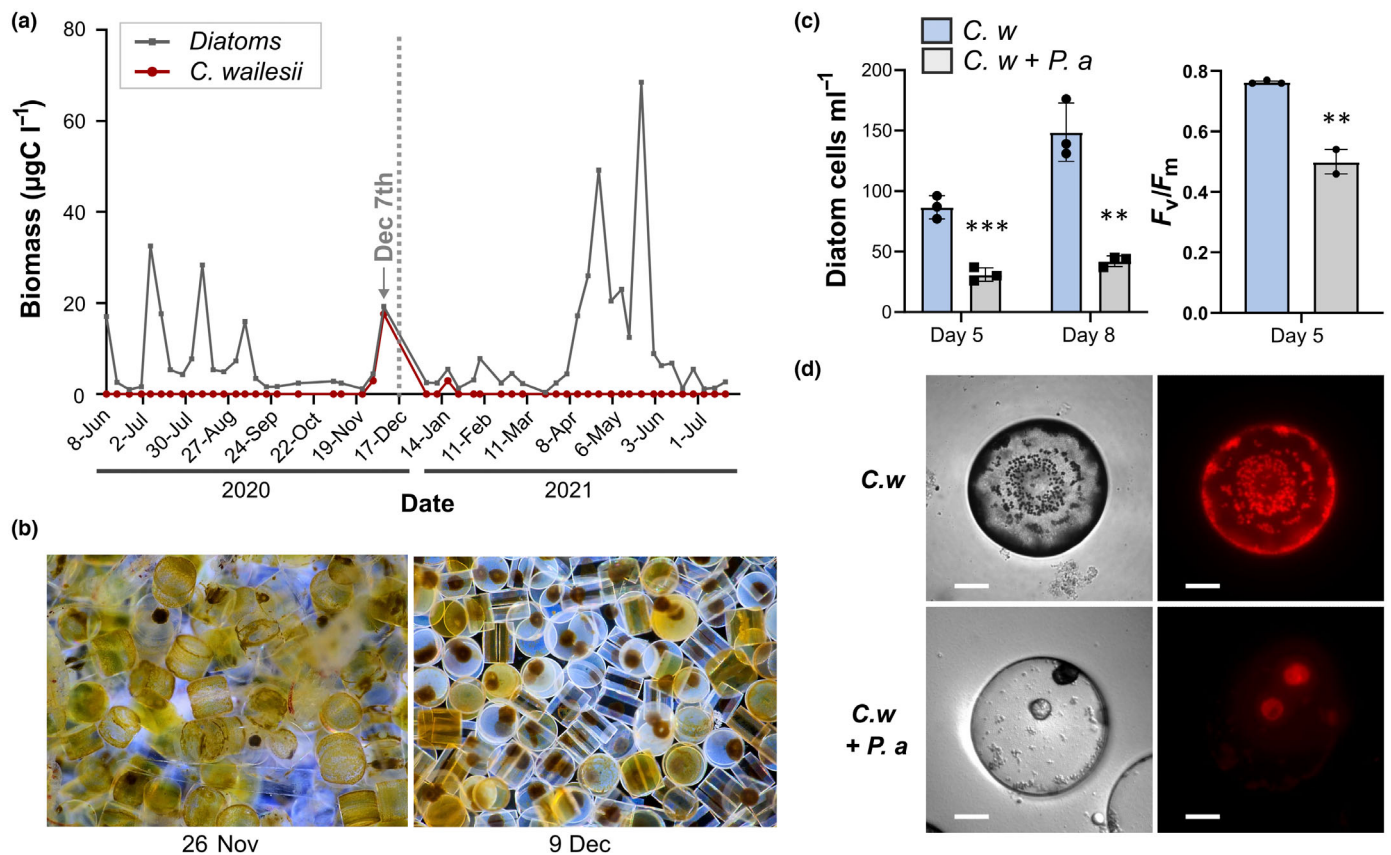 (a)
80
60
40
20
0
Biomass (µgC l⁻¹)
Diatoms
C. wailesii
Dec 7th
8-Jun
2-Jul
30-Jul
27-Aug
24-Sep
22-Oct
19-Nov
17-Dec
14-Jan
11-Feb
11-Mar
8-Apr
6-May
3-Jun
1-Jul
2020
2021
Date
(b)
26 Nov
9 Dec
(c)
C. w
C. w + P. a
200
150
100
50
0
Diatom cells ml⁻¹
***
**
Day 5
Day 8
0.8
0.6
0.4
0.2
0.0
Fv/Fm
**
Day 5
(d)
C.w
C.w
+ P. a